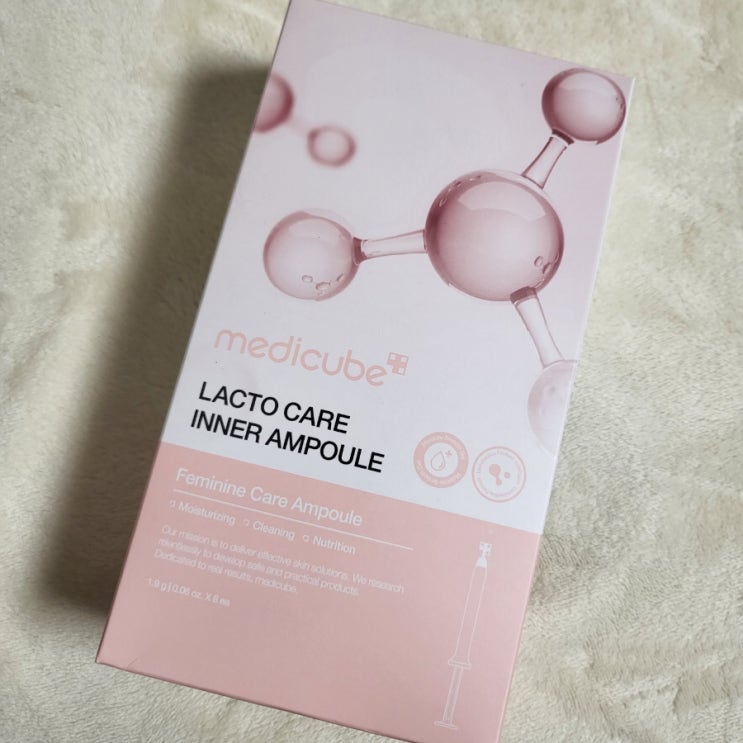 medicube
LACTO CARE
INNER AMPOULE
Feminine Care Ampoule
Moisturizing Cleaning Nutrition
Our mission is to deliver effective skin solutions. We research
relentlessly to develop safe and practical products.
Dedicated to real results, medicube.
1.9 g | 0.06 oz. X 6 ea